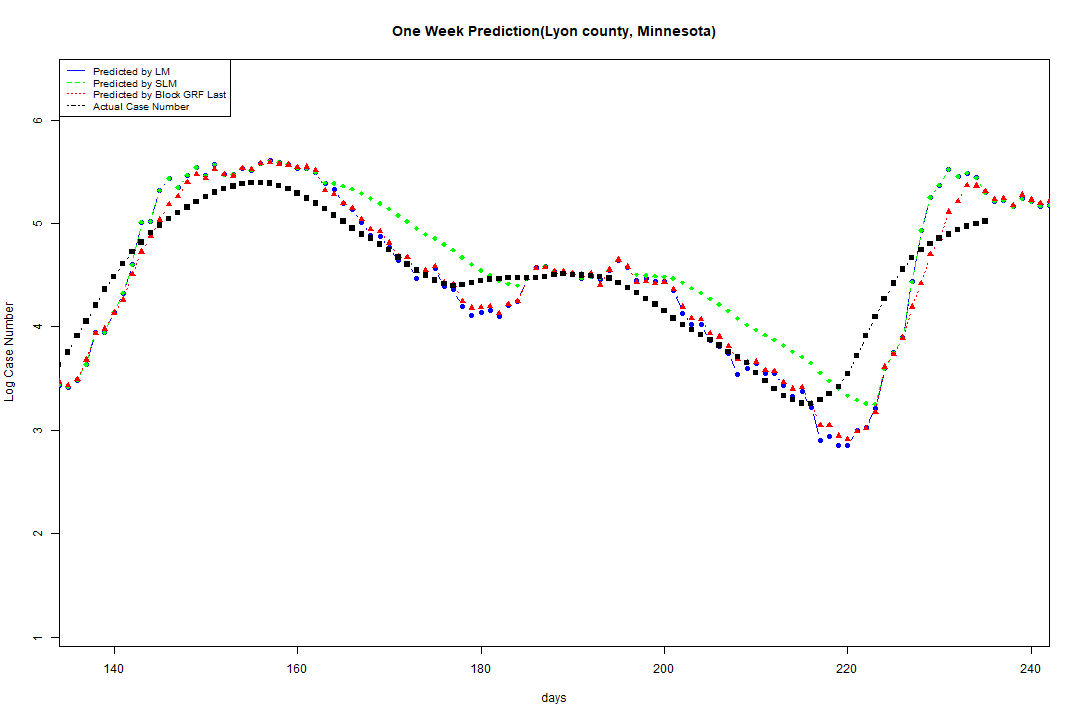 One Week Prediction(Lyon county, Minnesota)
Predicted by LM
Predicted by SLM
Predicted by Block GRF Last
Actual Case Number
6
5
4
3
2
1
Log Case Number
140 160 180 200 220 240
days